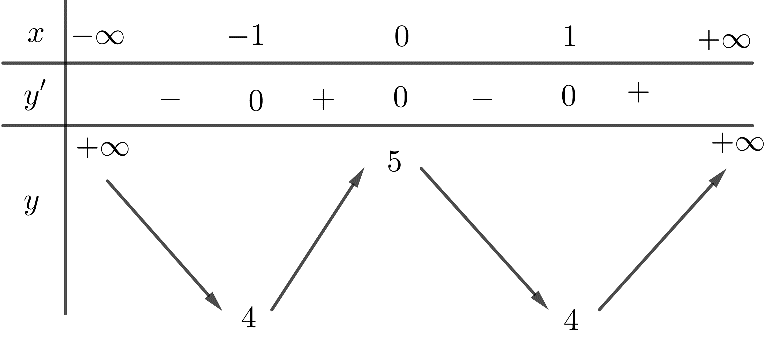 x −∞ −1 0 1 +∞
y′ − 0 + 0 − 0 +
+∞ 5 +∞
y
4 4